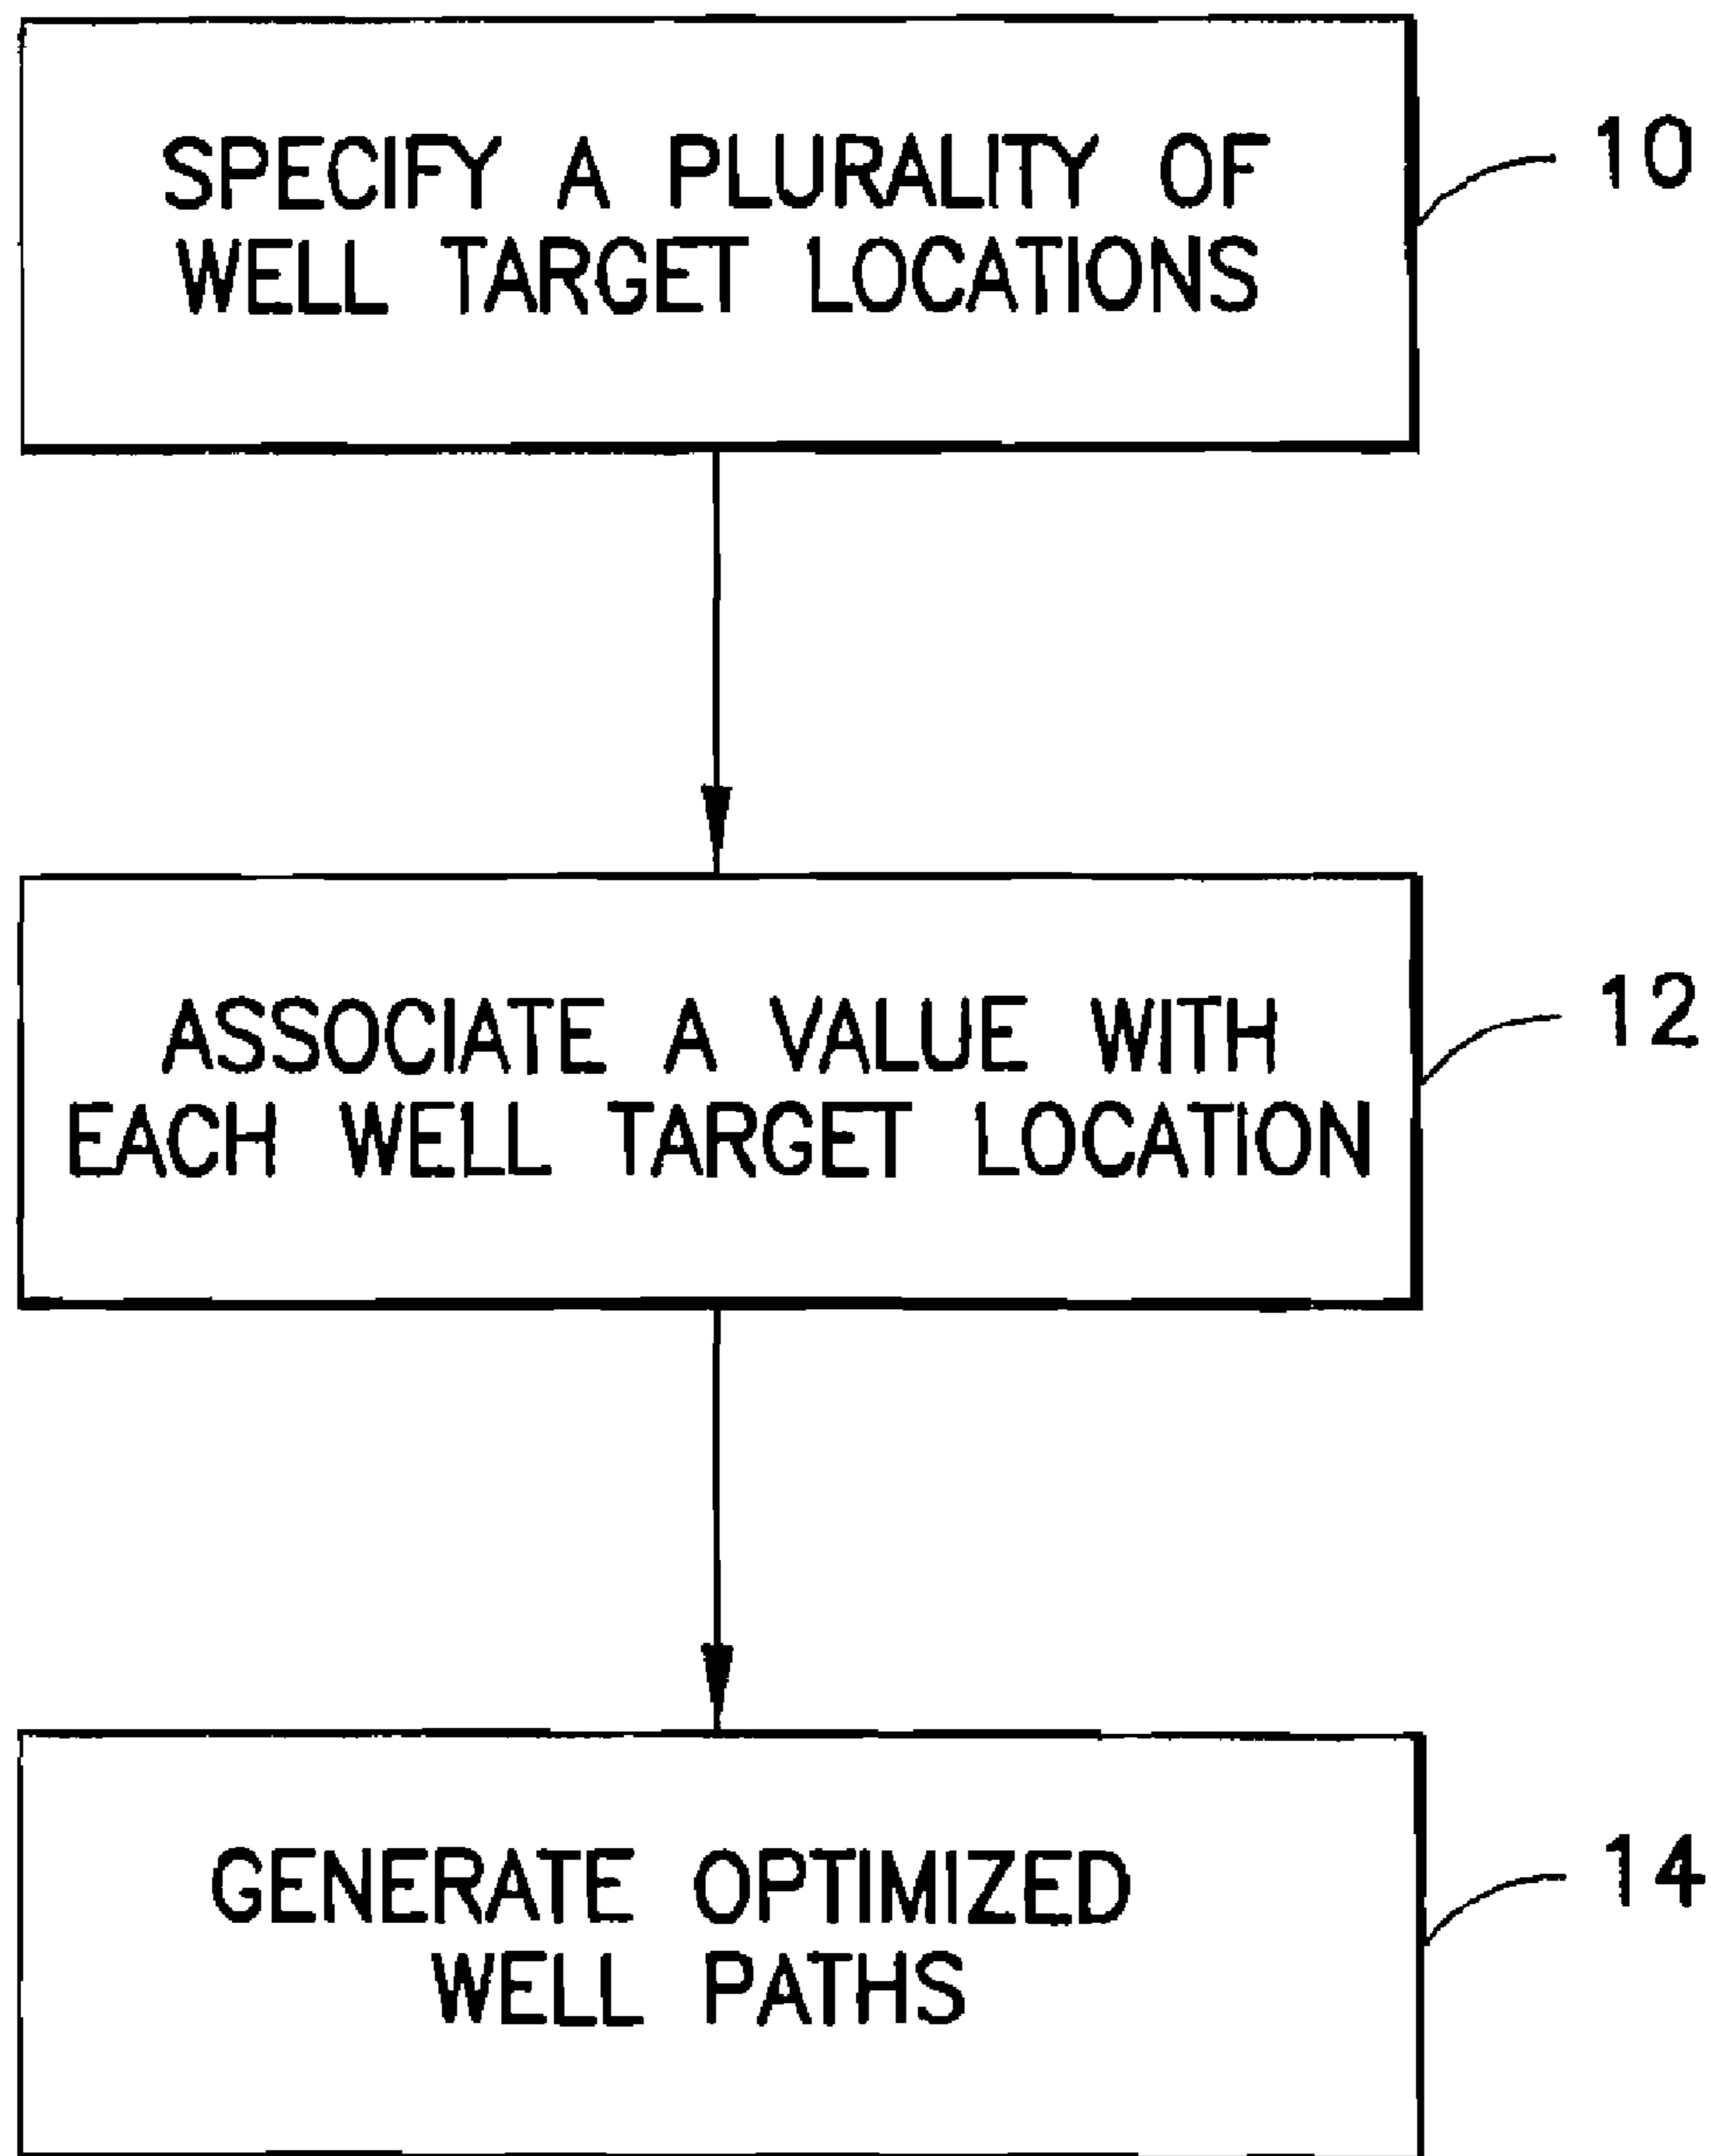 SPECIFY A PLURALITY OF
WELL TARGET LOCATIONS
10
ASSOCIATE A VALUE WITH
EACH WELL TARGET LOCATION
12
GENERATE OPTIMIZED
WELL PATHS
14